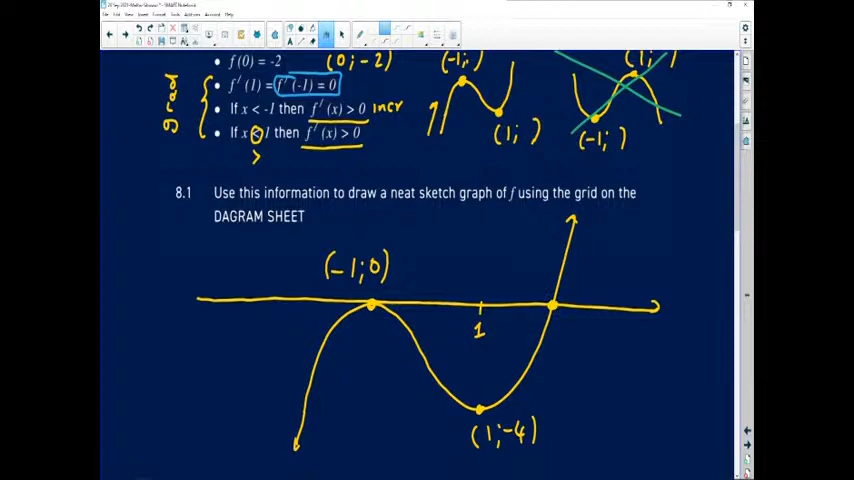 f(0) = -2 (0;-2) (-1;) (1;)
grad
f'(1) = f'(-1) = 0
If x < -1 then f'(x) > 0 incr
(1; ) (-1; )
If x < 1 then f'(x) > 0
>
8.1 Use this information to draw a neat sketch graph of f using the grid on the
DAGRAM SHEET
(-1;0)
1
(1;-4)